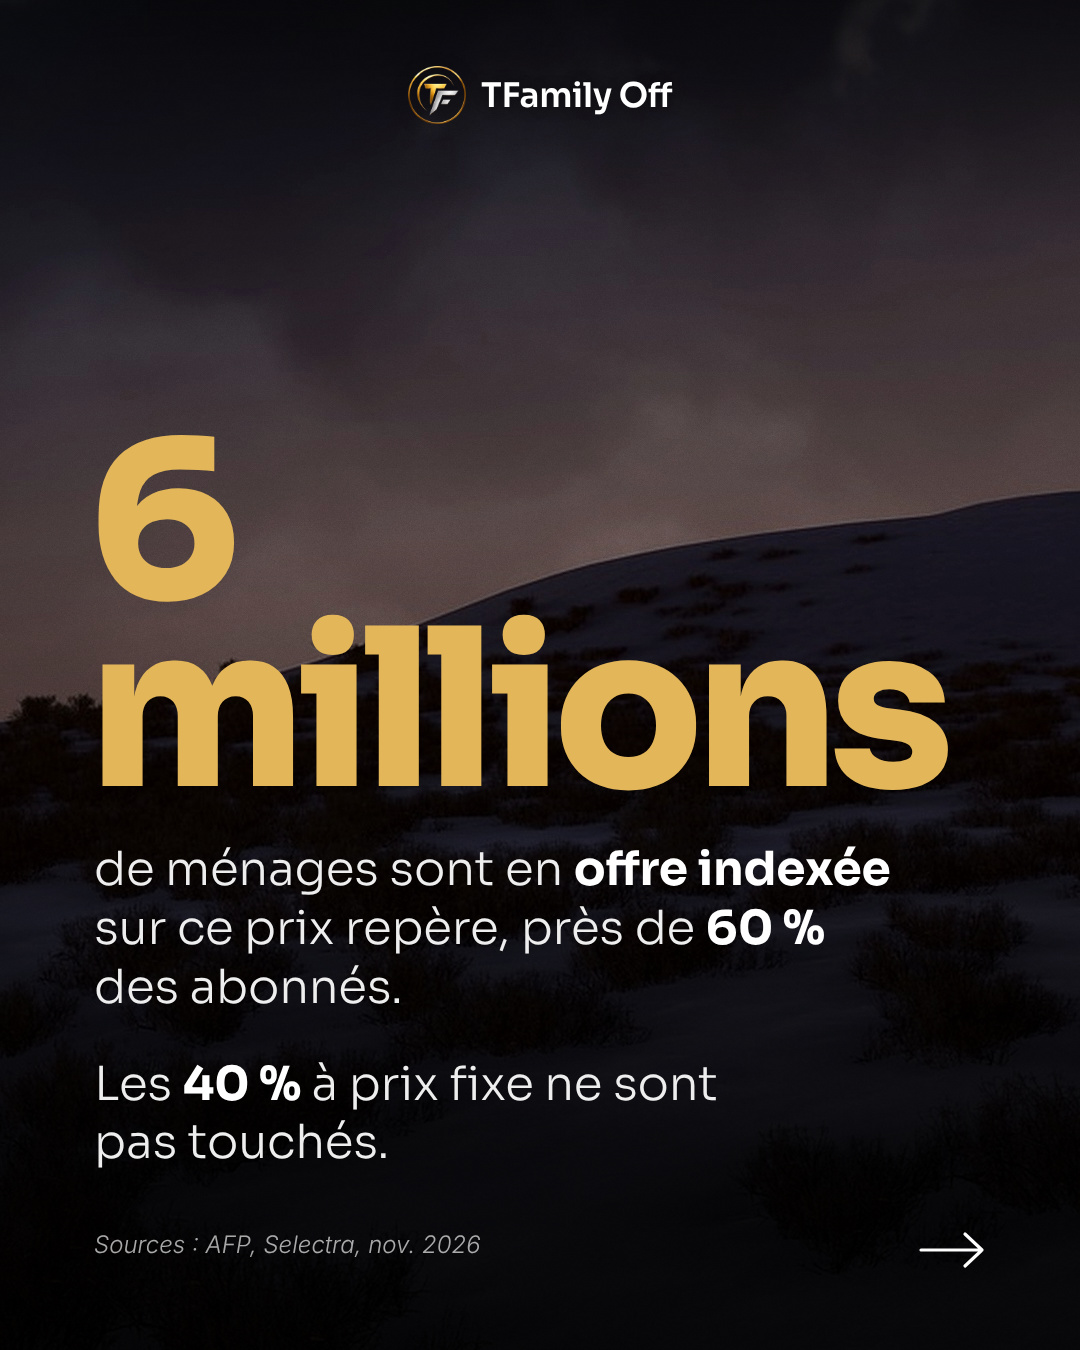 TFamily Off
6
millions
de ménages sont en offre indexée
sur ce prix repère, près de 60 %
des abonnés.
Les 40 % à prix fixe ne sont
pas touchés.
Sources : AFP, Selectra, nov. 2026